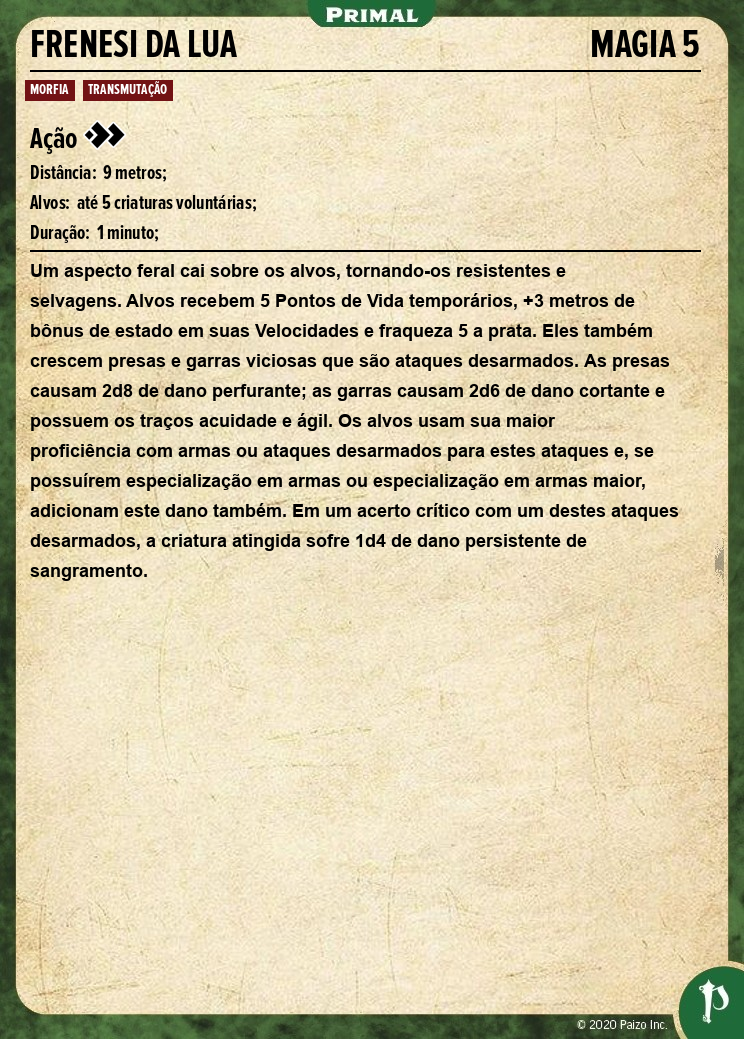 PRIMAL
FRENESI DA LUA MAGIA 5
MORFIA TRANSMUTAÇÃO
Ação
Distância: 9 metros;
Alvos: até 5 criaturas voluntárias;
Duração: 1 minuto;
Um aspecto feral cai sobre os alvos, tornando-os resistentes e
selvagens. Alvos recebem 5 Pontos de Vida temporários, +3 metros de
bônus de estado em suas Velocidades e fraqueza 5 a prata. Eles também
crescem presas e garras viciosas que são ataques desarmados. As presas
causam 2d8 de dano perfurante; as garras causam 2d6 de dano cortante e
possuem os traços acuidade e ágil. Os alvos usam sua maior
proficiência com armas ou ataques desarmados para estes ataques e, se
possuírem especialização em armas ou especialização em armas maior,
adicionam este dano também. Em um acerto crítico com um destes ataques
desarmados, a criatura atingida sofre 1d4 de dano persistente de
sangramento.
© 2020 Paizo Inc.
P